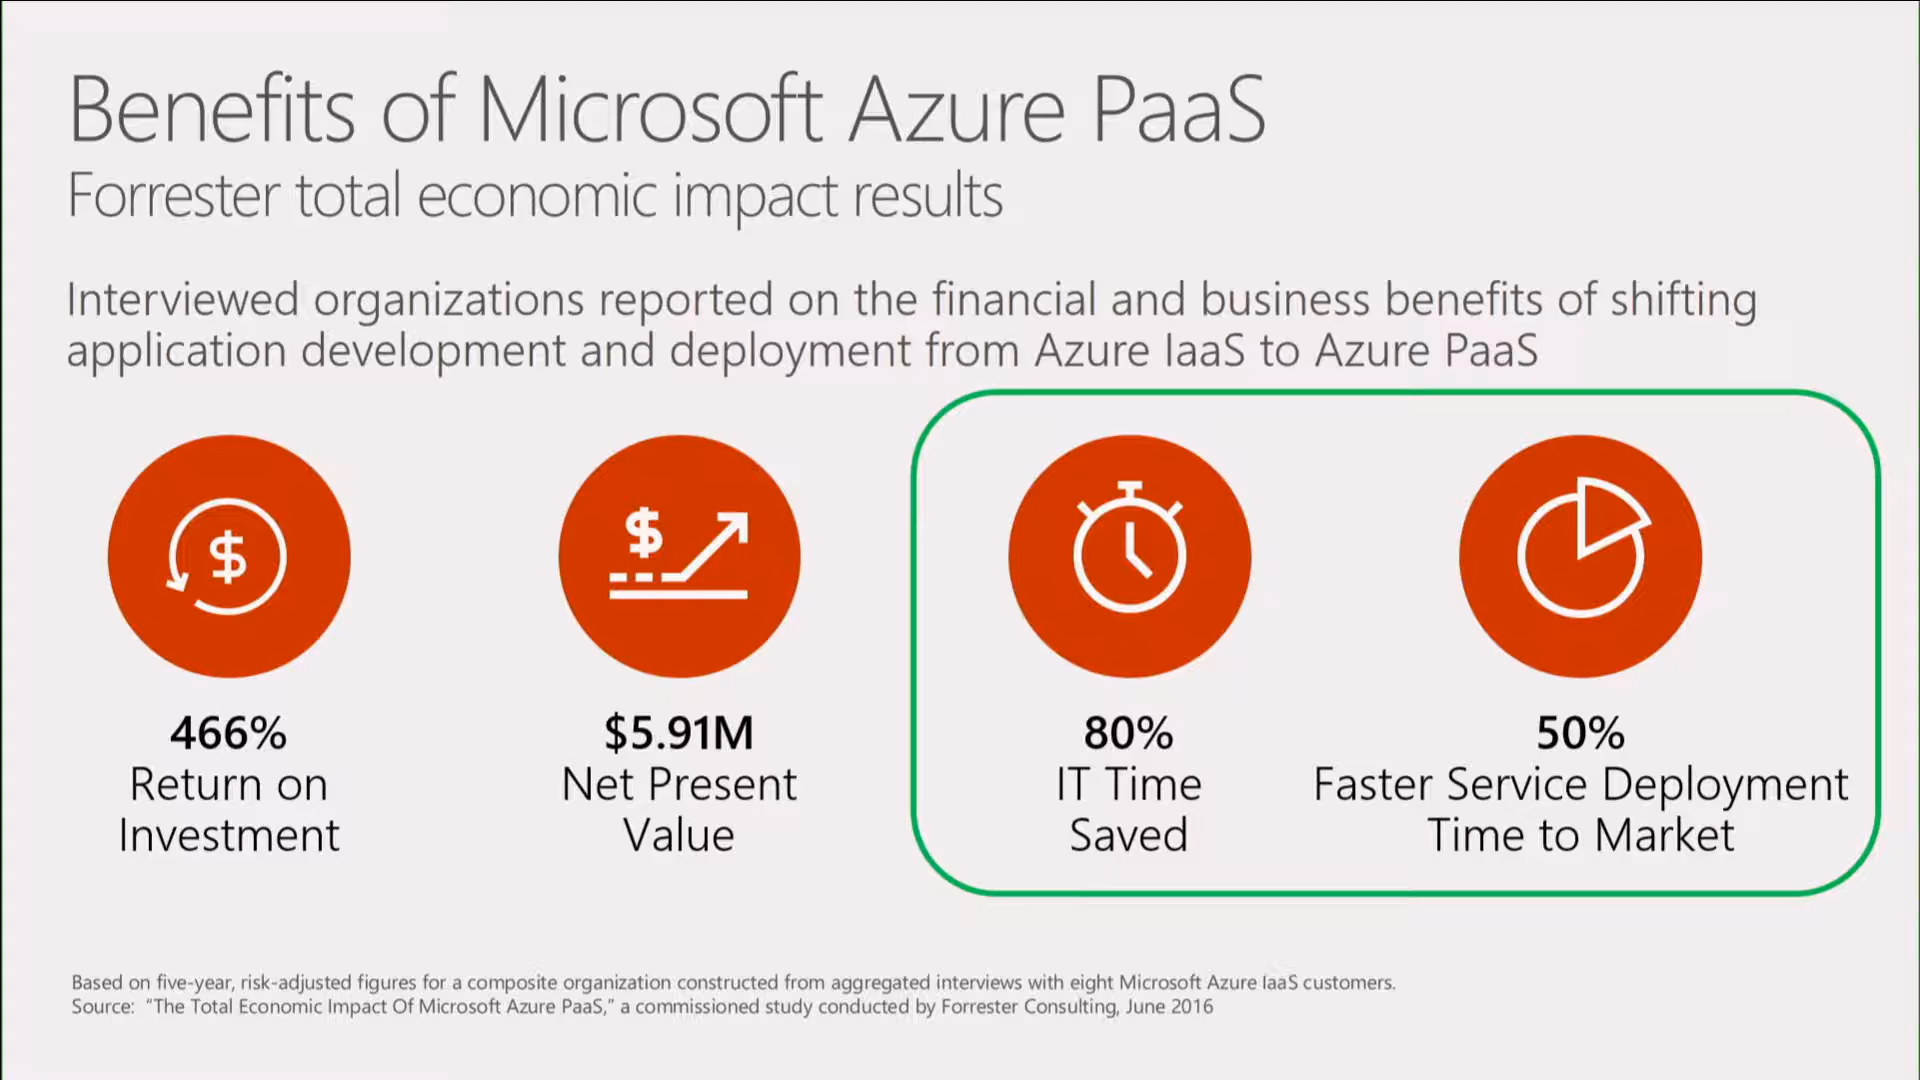 Benefits of Microsoft Azure PaaS
Forrester total economic impact results
Interviewed organizations reported on the financial and business benefits of shifting
application development and deployment from Azure IaaS to Azure PaaS
$
$
466%
Return on
Investment
$5.91M
Net Present
Value
80%
IT Time
Saved
50%
Faster Service Deployment
Time to Market
Based on five-year, risk-adjusted figures for a composite organization constructed from aggregated interviews with eight Microsoft Azure IaaS customers.
Source:  “The Total Economic Impact Of Microsoft Azure PaaS,” a commissioned study conducted by Forrester Consulting, June 2016